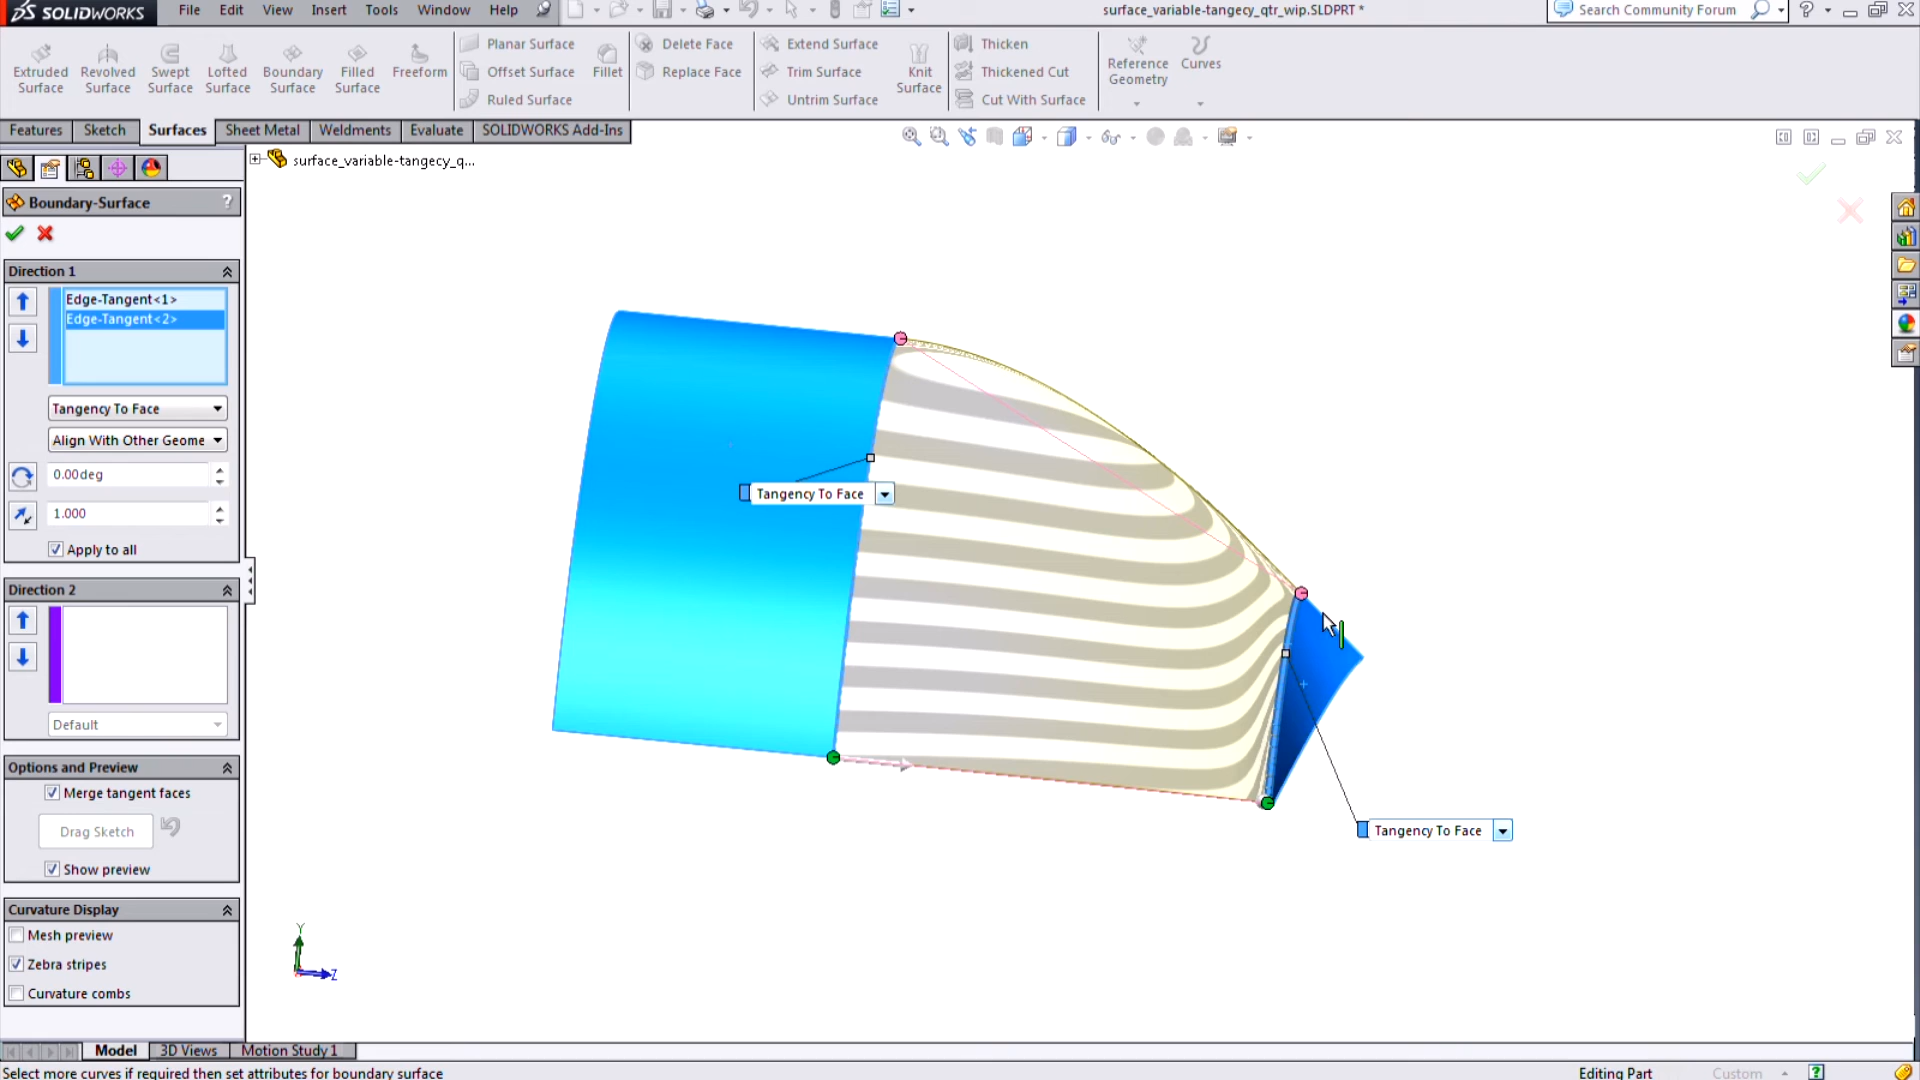 SOLIDWORKS File Edit View Insert Tools Window Help surface_variable-tangecy_qtr_wip.SLDPRT * Search Community Forum ?
Extruded Surface
Revolved Surface
Swept Surface
Lofted Surface
Boundary Surface
Filled Surface
Freeform
Planar Surface
Offset Surface
Ruled Surface
Fillet
Delete Face
Replace Face
Extend Surface
Trim Surface
Untrim Surface
Knit Surface
Thicken
Thickened Cut
Cut With Surface
Reference Geometry
Curves
Features Sketch Surfaces Sheet Metal Weldments Evaluate SOLIDWORKS Add-Ins
surface_variable-tangecy_q...
Boundary-Surface ?
Direction 1
Edge-Tangent<1>
Edge-Tangent<2>
Tangency To Face
Align With Other Geome
0.00deg
1.000
Apply to all
Direction 2
Default
Options and Preview
Merge tangent faces
Drag Sketch
Show preview
Curvature Display
Mesh preview
Zebra stripes
Curvature combs
Tangency To Face
Tangency To Face
Y
Z
Model 3D Views Motion Study 1
Select more curves if required then set attributes for boundary surface Editing Part Custom ?